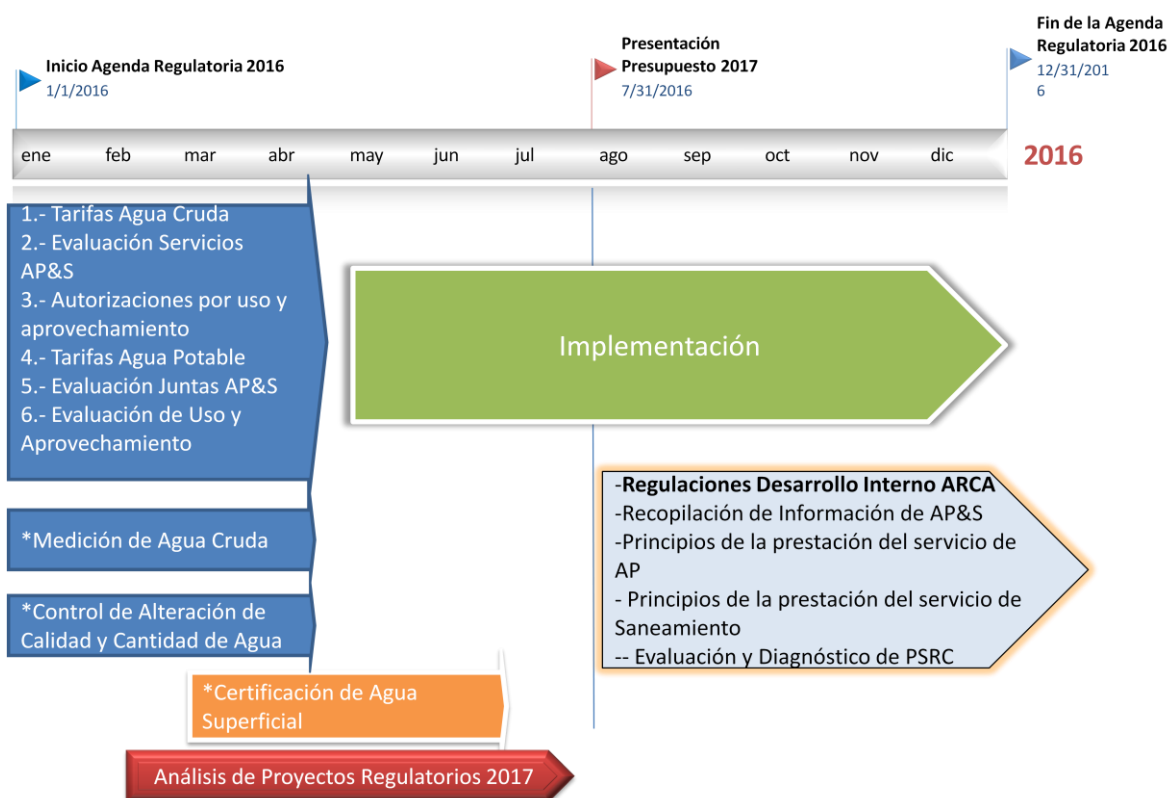 Inicio Agenda Regulatoria 2016
1/1/2016
Presentación
Presupuesto 2017
7/31/2016
Fin de la Agenda
Regulatoria 2016
12/31/201
6
ene feb mar abr may jun jul ago sep oct nov dic
2016
1.- Tarifas Agua Cruda
2.- Evaluación Servicios
AP&S
3.- Autorizaciones por uso y
aprovechamiento
4.- Tarifas Agua Potable
5.- Evaluación Juntas AP&S
6.- Evaluación de Uso y
Aprovechamiento
Implementación
*Medición de Agua Cruda
*Control de Alteración de
Calidad y Cantidad de Agua
-Regulaciones Desarrollo Interno ARCA
-Recopilación de Información de AP&S
-Principios de la prestación del servicio de
AP
- Principios de la prestación del servicio de
Saneamiento
-- Evaluación y Diagnóstico de PSRC
*Certificación de Agua
Superficial
Análisis de Proyectos Regulatorios 2017